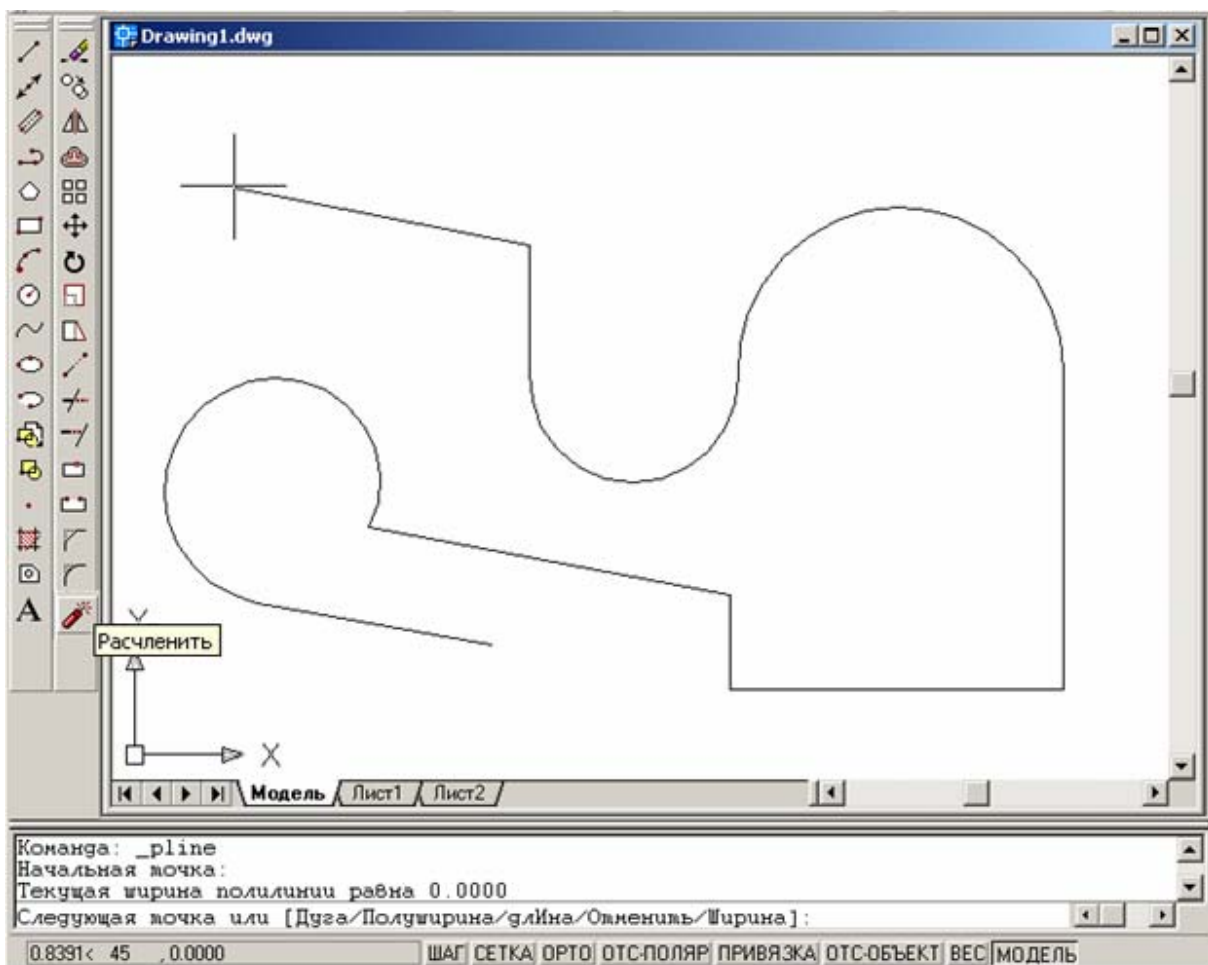 Drawing1.dwg
A
Расчленить
Y
X
Модель
Лист1
Лист2
Команда: _pline
Начальная точка:
Текущая ширина полилинии равна 0.0000
Следующая точка или [Дуга/Полуширина/длИна/Отменить/Ширина]:
0.8391< 45 ,0.0000 ШАГ СЕТКА ОРТО ОТС-ПОЛЯР ПРИВЯЗКА ОТС-ОБЪЕКТ ВЕС МОДЕЛЬ